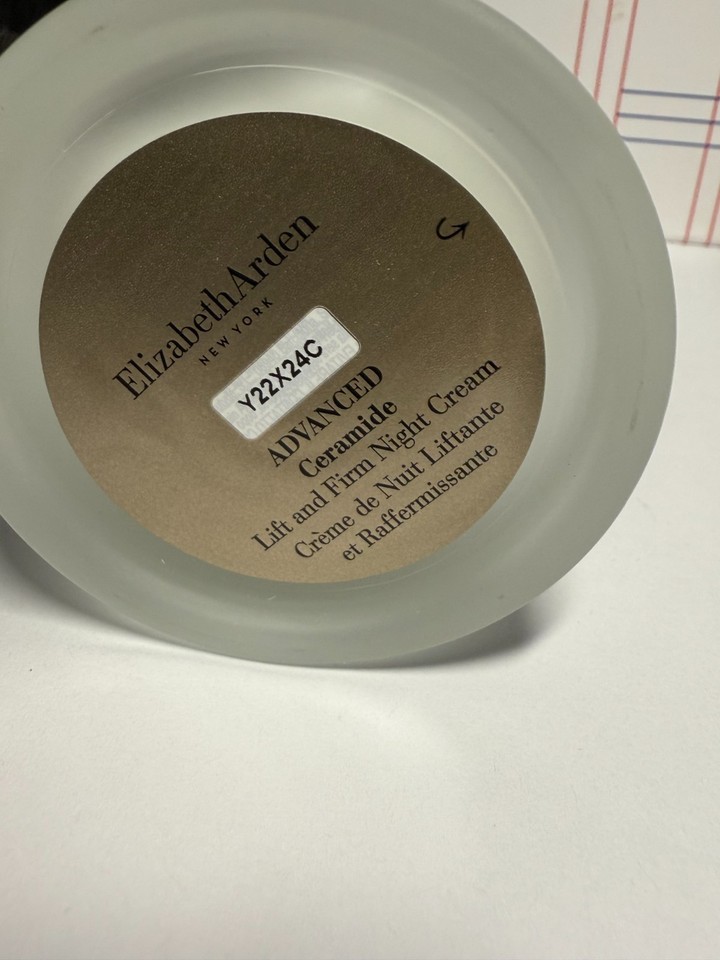 ElizabethArden
NEW YORK
Y22X24C
ADVANCED
Ceramide
Lift and Firm Night Cream
Crème de Nuit Liftante
et Raffermissante